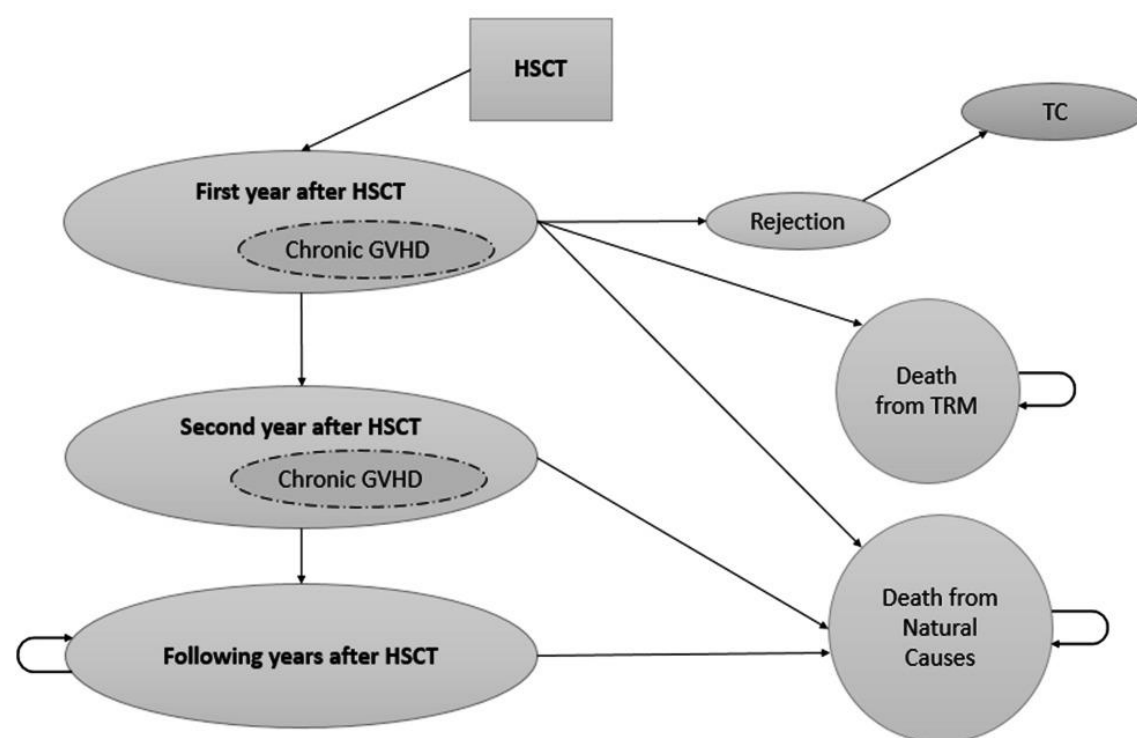 HSCT
TC
First year after HSCT
Chronic GVHD
Rejection
Death
from TRM
Second year after HSCT
Chronic GVHD
Death from
Natural
Causes
Following years after HSCT